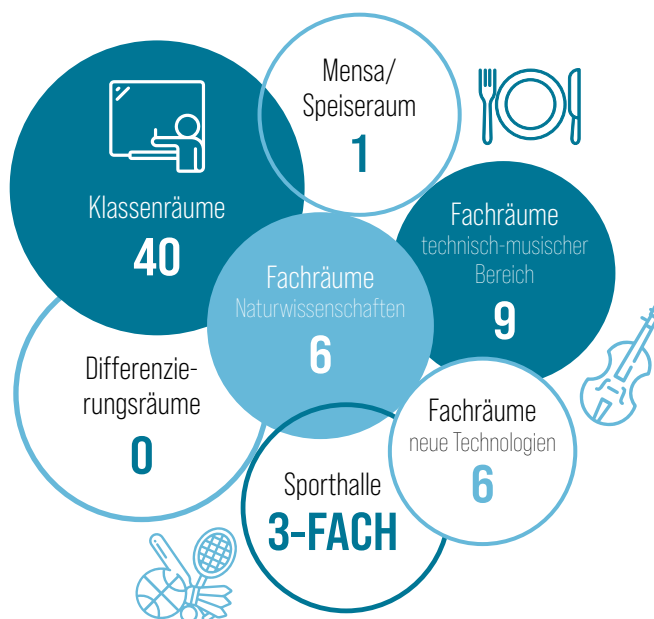 Mensa/
Speiseraum
1
Klassenräume
40
Fachräume
technisch-musischer
Bereich
9
Fachräume
Naturwissenschaften
6
Differenzie-
rungsräume
0
Fachräume
neue Technologien
6
Sporthalle
3-FACH